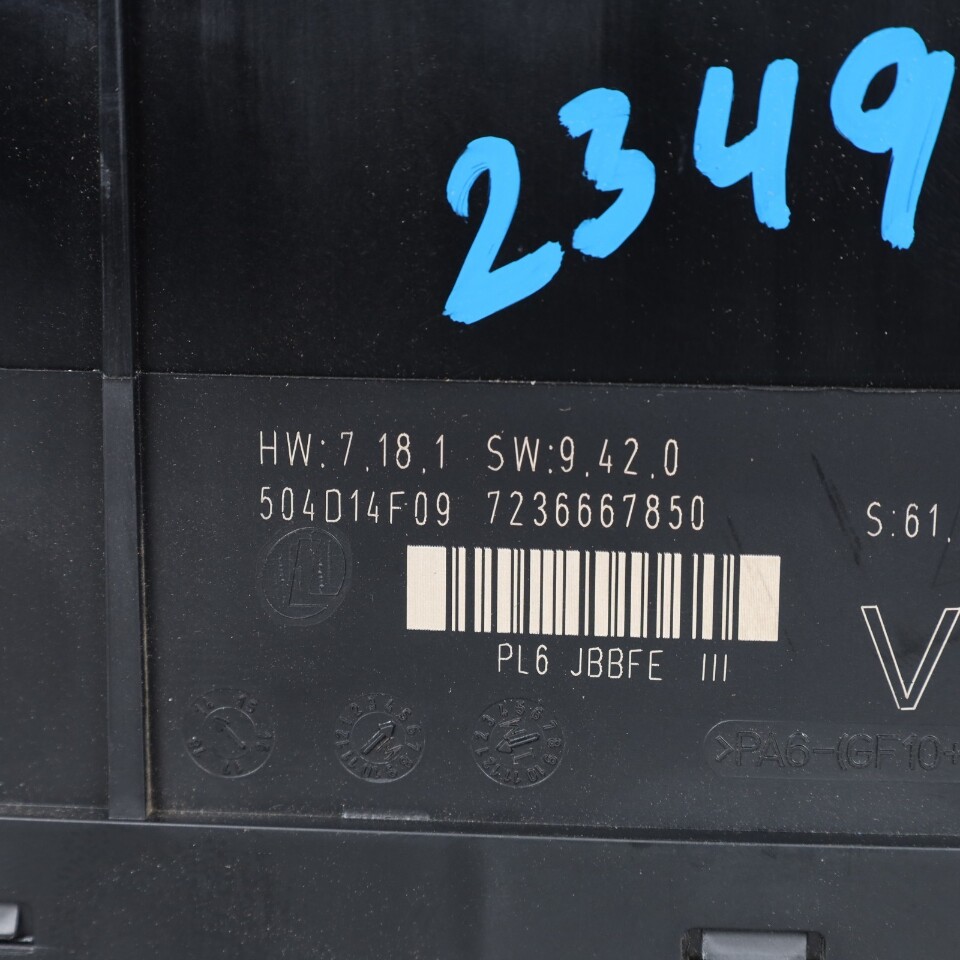 2349
HW:7.18.1 SW:9.42.0
504D14F09 7236667850
S:61.
PL6 JBBFE III
V
>PA6-(GF10+